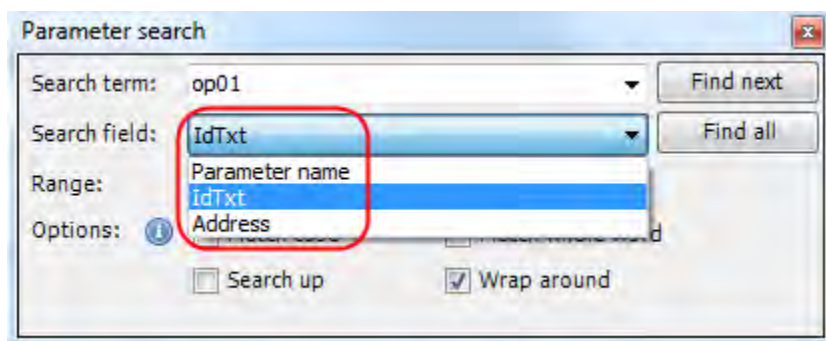 Parameter search
Search term: op01 Find next
Search field: IdTxt Find all
Range: Parameter name
IdTxt
Options: Address
Search up Wrap around